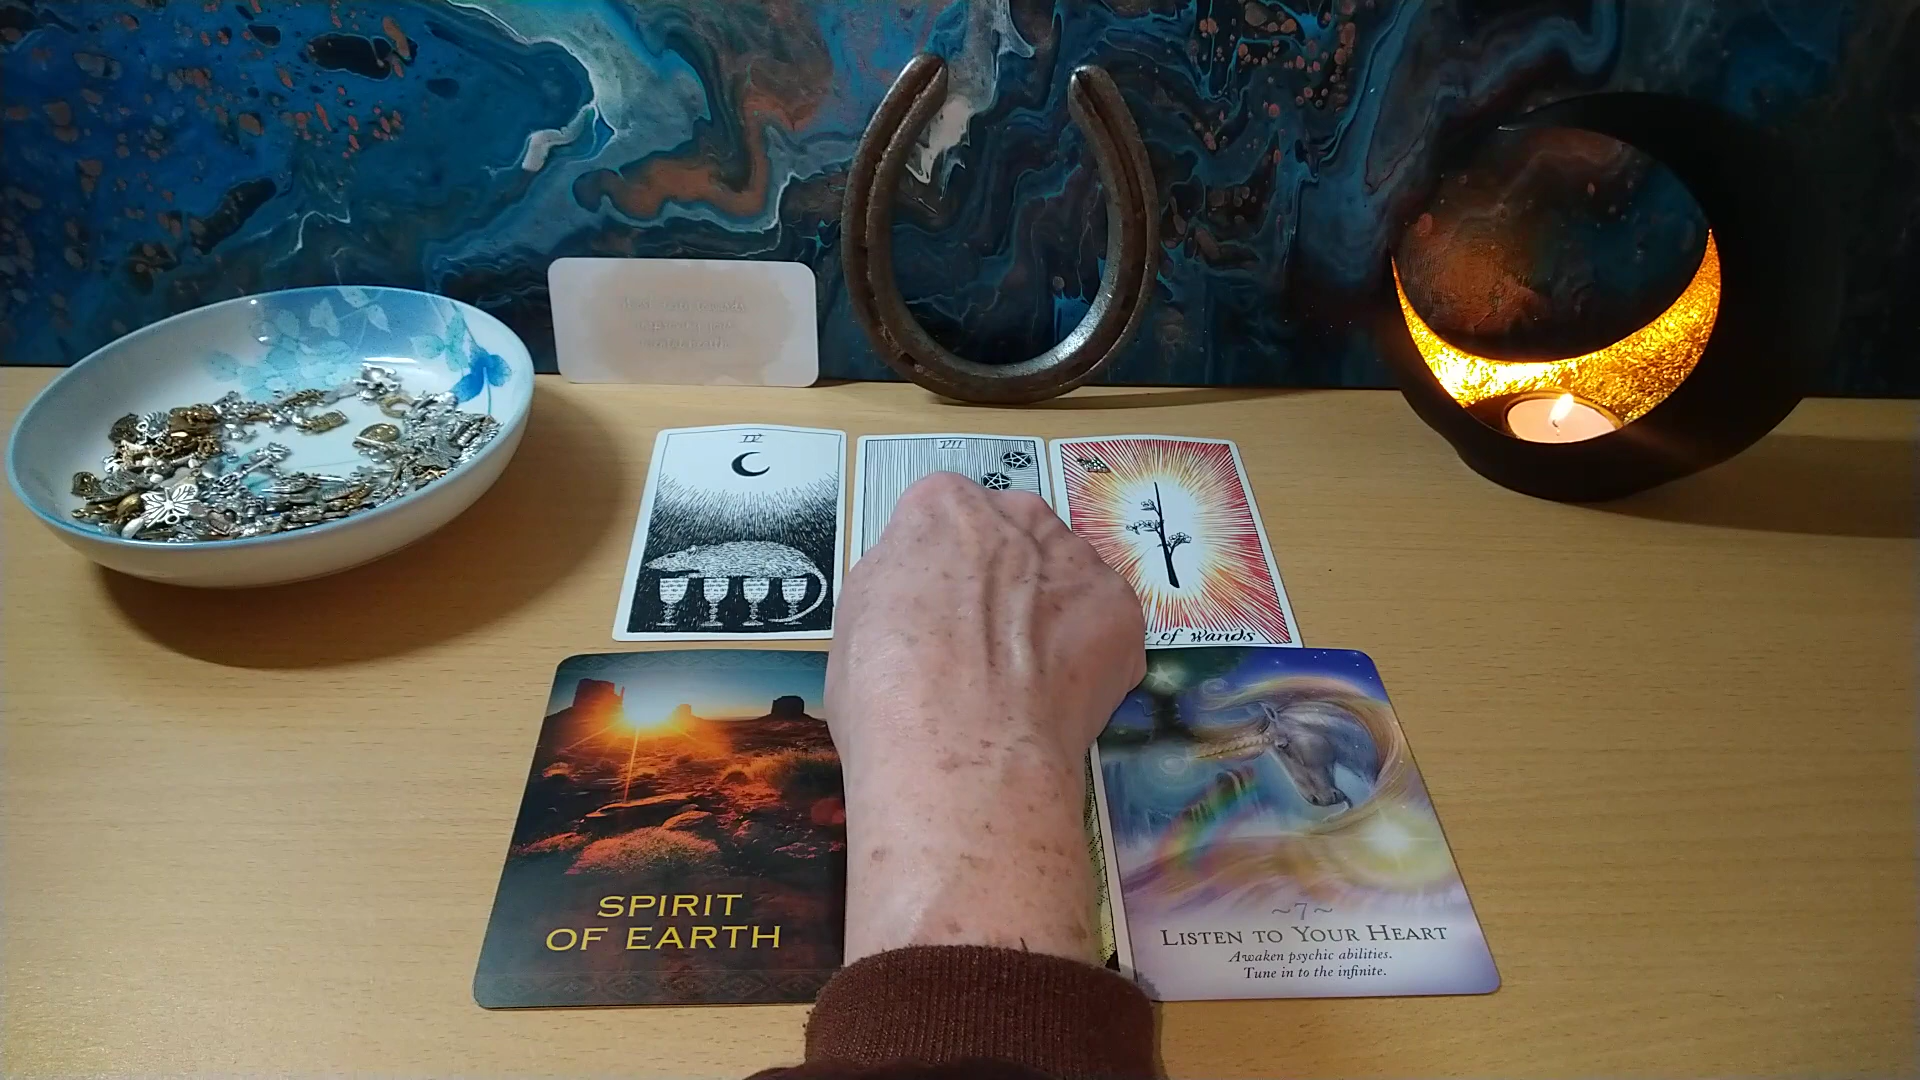 IV
VII
of Wands
SPIRIT
OF EARTH
~7~
LISTEN TO YOUR HEART
Awaken psychic abilities.
Tune in to the infinite.